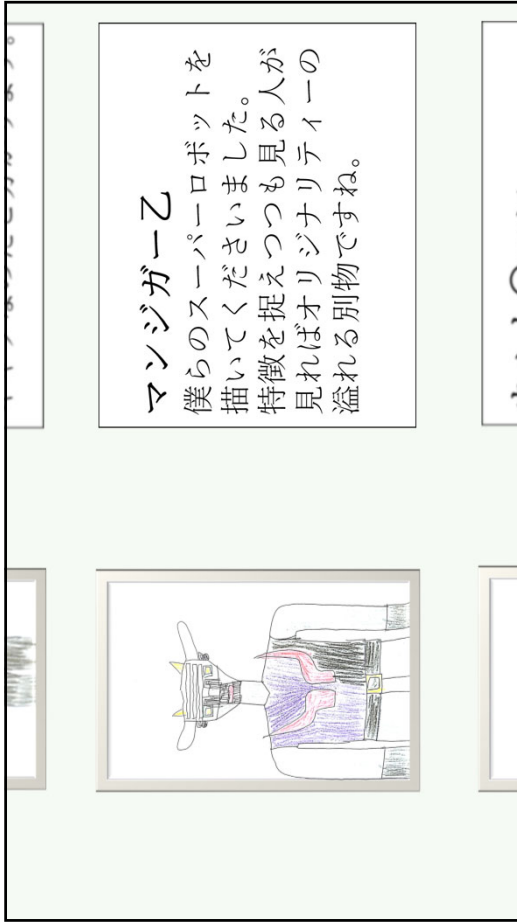 マンジガー乙
僕らのスーパーロボットを
描いてくださいました。
特徴を捉えつつも見る人が
見ればオリジナリティーの
溢れる別物ですね。